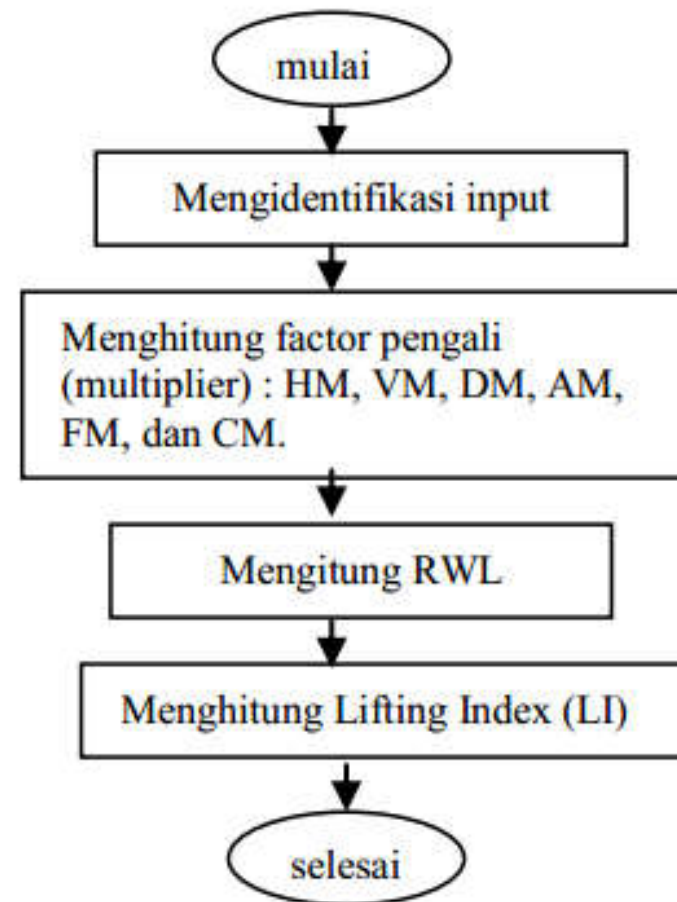 mulai
Mengidentifikasi input
Menghitung factor pengali
(multiplier) : HM, VM, DM, AM,
FM, dan CM.
Mengitung RWL
Menghitung Lifting Index (LI)
selesai